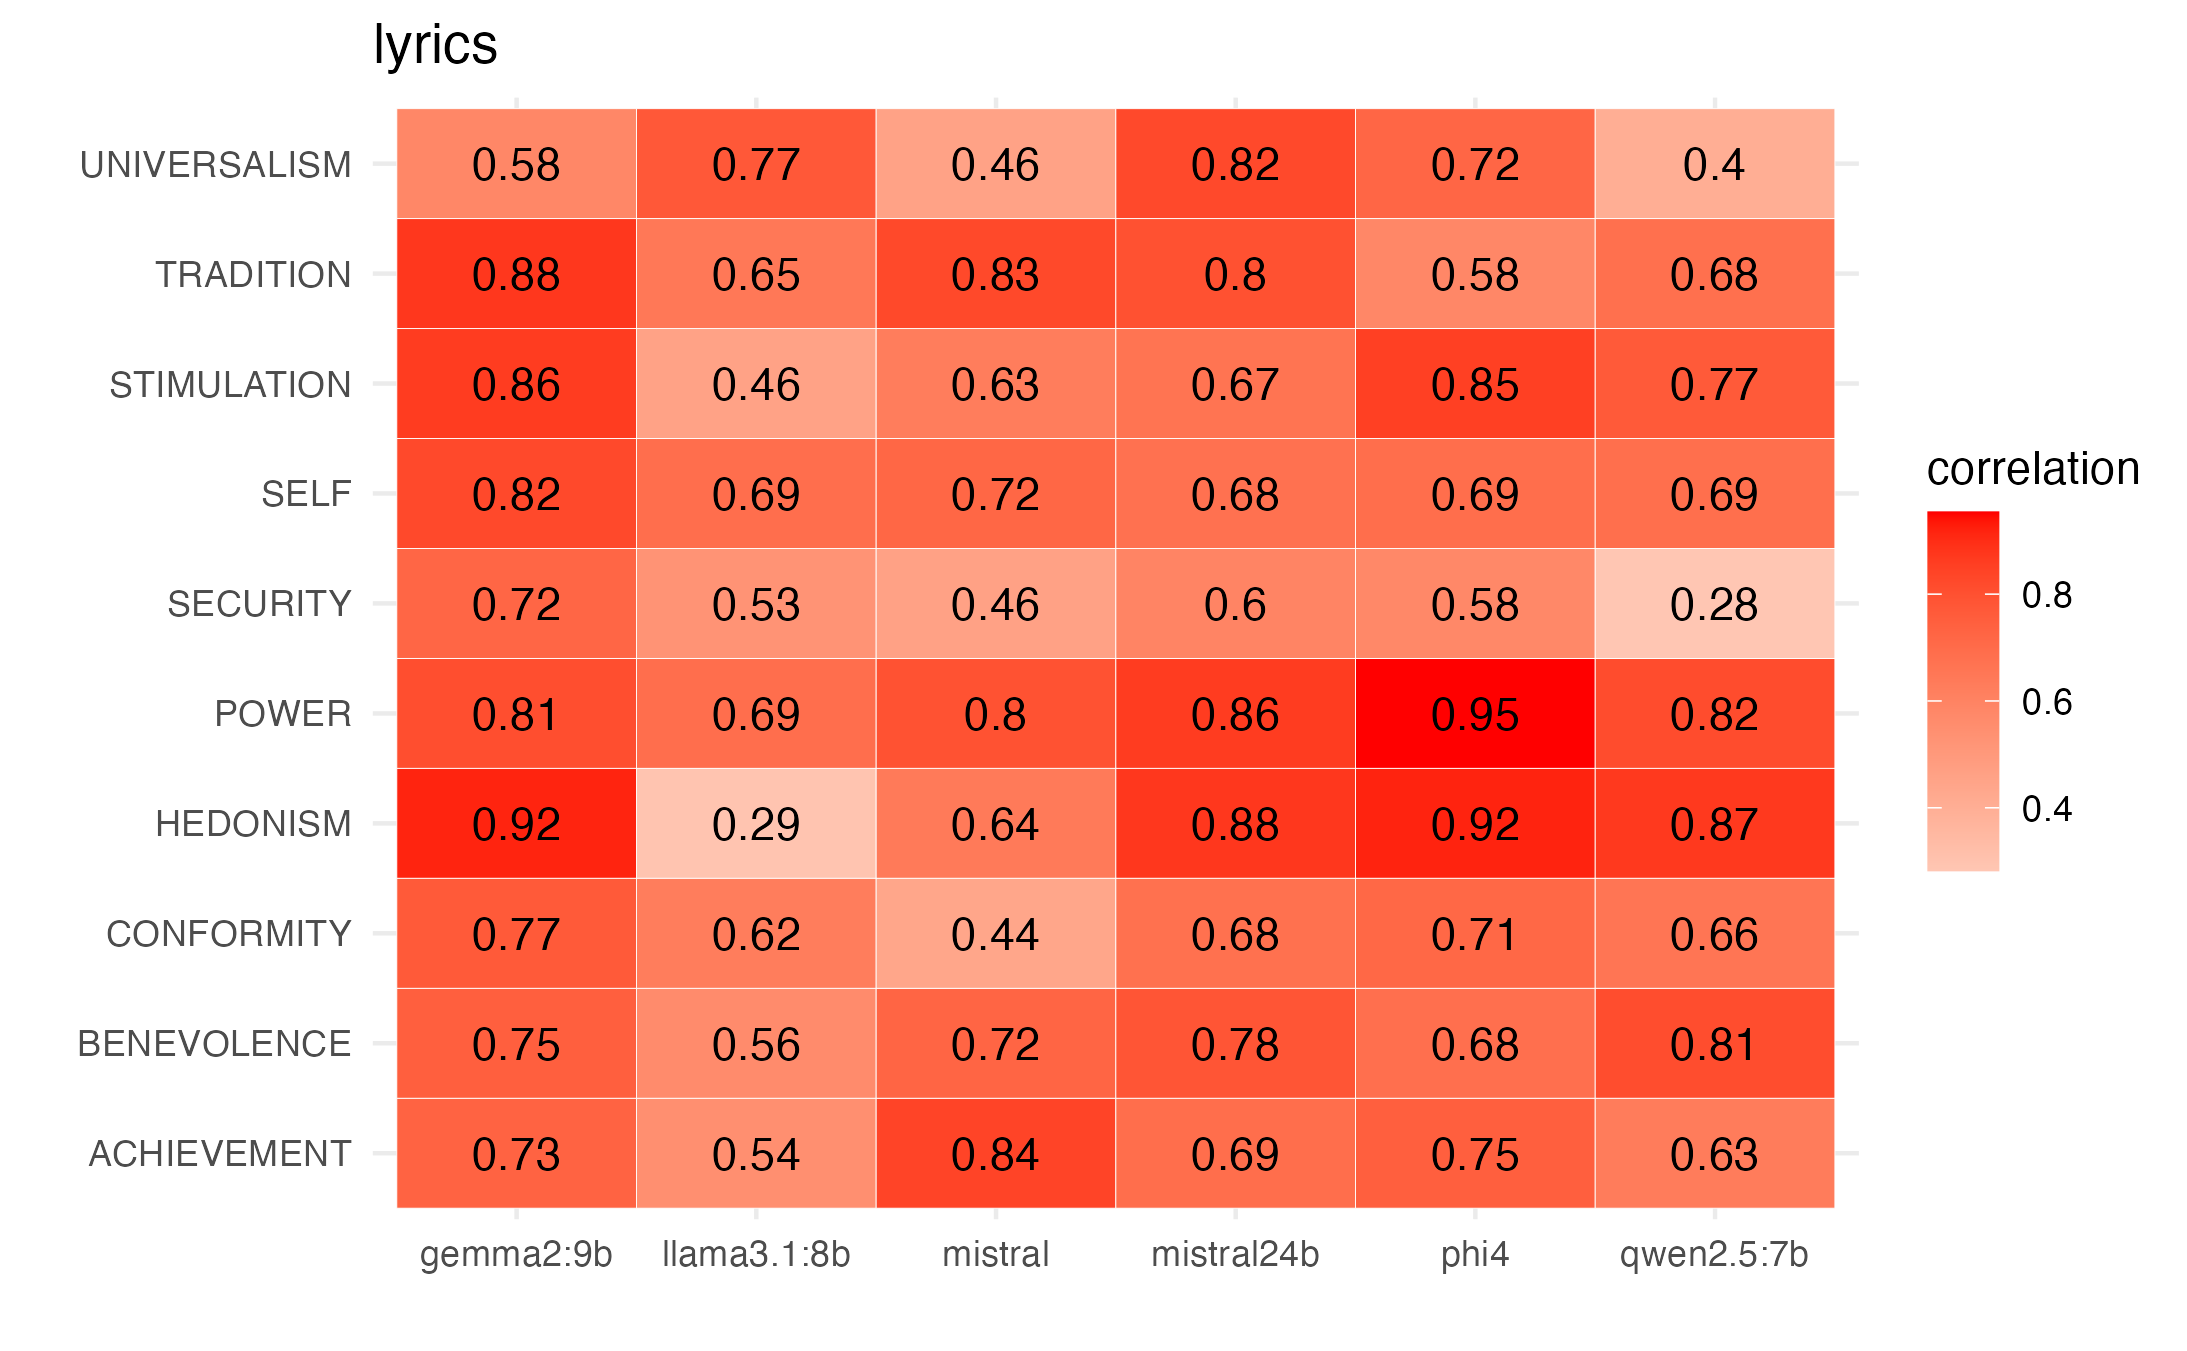 lyrics
UNIVERSALISM 0.58 0.77 0.46 0.82 0.72 0.4
TRADITION 0.88 0.65 0.83 0.8 0.58 0.68
STIMULATION 0.86 0.46 0.63 0.67 0.85 0.77
SELF 0.82 0.69 0.72 0.68 0.69 0.69
SECURITY 0.72 0.53 0.46 0.6 0.58 0.28
POWER 0.81 0.69 0.8 0.86 0.95 0.82
HEDONISM 0.92 0.29 0.64 0.88 0.92 0.87
CONFORMITY 0.77 0.62 0.44 0.68 0.71 0.66
BENEVOLENCE 0.75 0.56 0.72 0.78 0.68 0.81
ACHIEVEMENT 0.73 0.54 0.84 0.69 0.75 0.63
gemma2:9b llama3.1:8b mistral mistral24b phi4 qwen2.5:7b
correlation
0.8
0.6
0.4